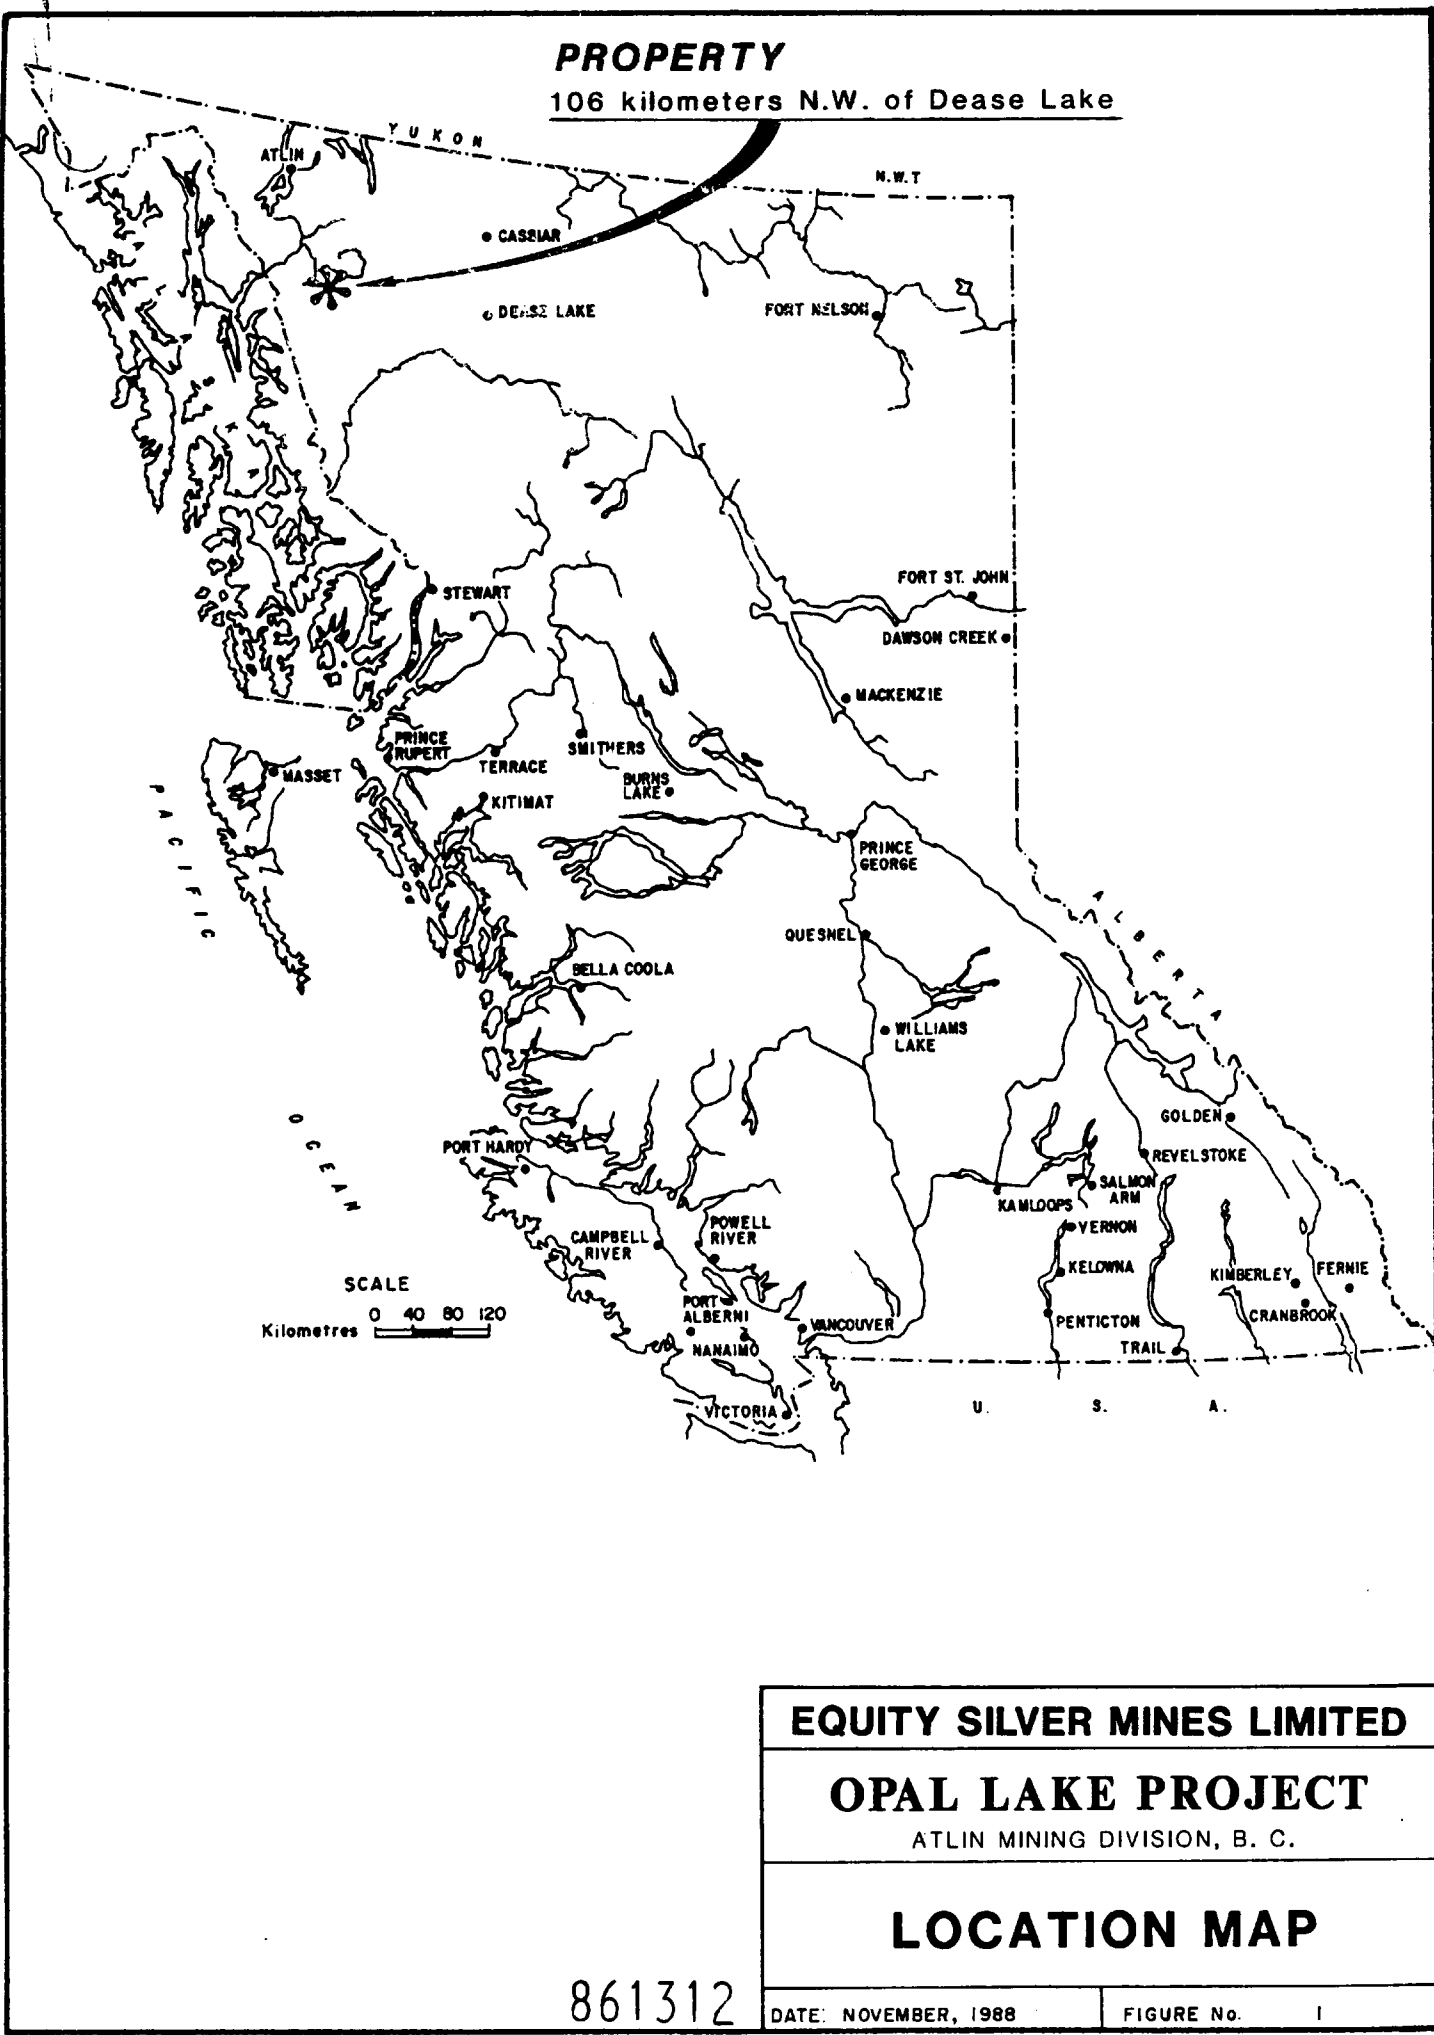 PROPERTY
106 kilometers N.W. of Dease Lake
YUKON
N.W.T
ATLIN
CASSIAR
DEASE LAKE
FORT NELSON
ALASKA
STEWART
FORT ST. JOHN
DAWSON CREEK
MACKENZIE
PRINCE
RUPERT
TERRACE
SMITHERS
MASSET
KITIMAT
BURNS
LAKE
PRINCE
GEORGE
PACIFIC
ALBERTA
QUESNEL
BELLA COOLA
WILLIAMS
LAKE
OCEAN
GOLDEN
PORT HARDY
REVELSTOKE
KAMLOOPS
SALMON
ARM
VERNON
CAMPBELL
RIVER
POWELL
RIVER
KELOWNA
KIMBERLEY
FERNIE
CRANBROOK
PORT
ALBERNI
VANCOUVER
PENTICTON
NANAIMO
TRAIL
VICTORIA
U. S. A.
SCALE
0 40 80 120
Kilometres
EQUITY SILVER MINES LIMITED
OPAL LAKE PROJECT
ATLIN MINING DIVISION, B. C.
LOCATION MAP
861312
DATE: NOVEMBER, 1988
FIGURE No. 1